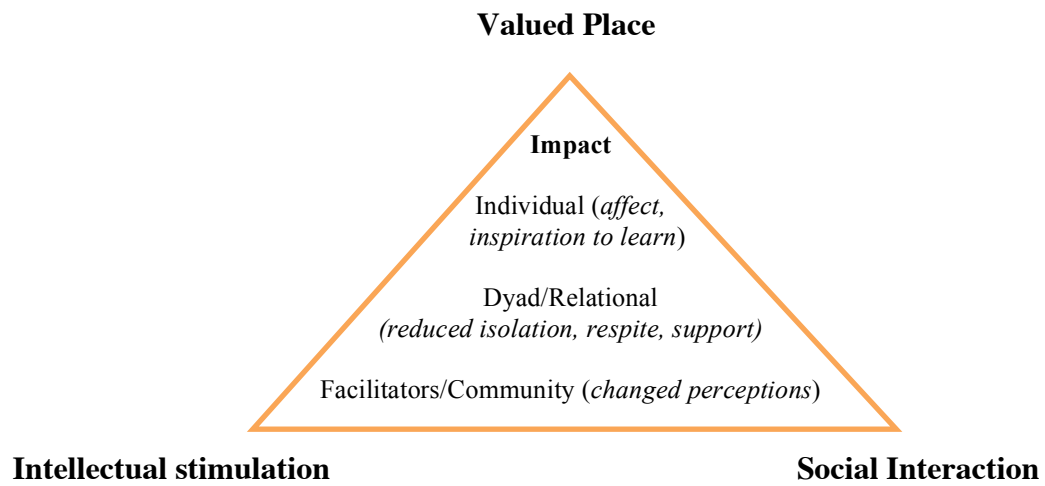 Valued Place
Impact
Individual (affect,
inspiration to learn)
Dyad/Relational
(reduced isolation, respite, support)
Facilitators/Community (changed perceptions)
Intellectual stimulation
Social Interaction